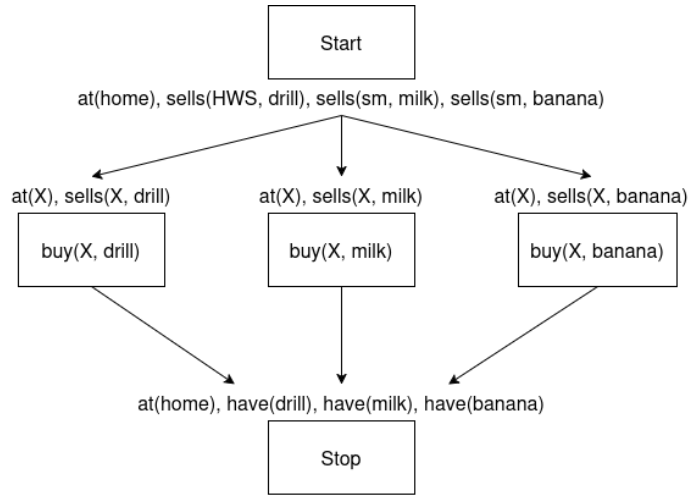 Start
at(home), sells(HWS, drill), sells(sm, milk), sells(sm, banana)
at(X), sells(X, drill)
at(X), sells(X, milk)
at(X), sells(X, banana)
buy(X, drill)
buy(X, milk)
buy(X, banana)
at(home), have(drill), have(milk), have(banana)
Stop